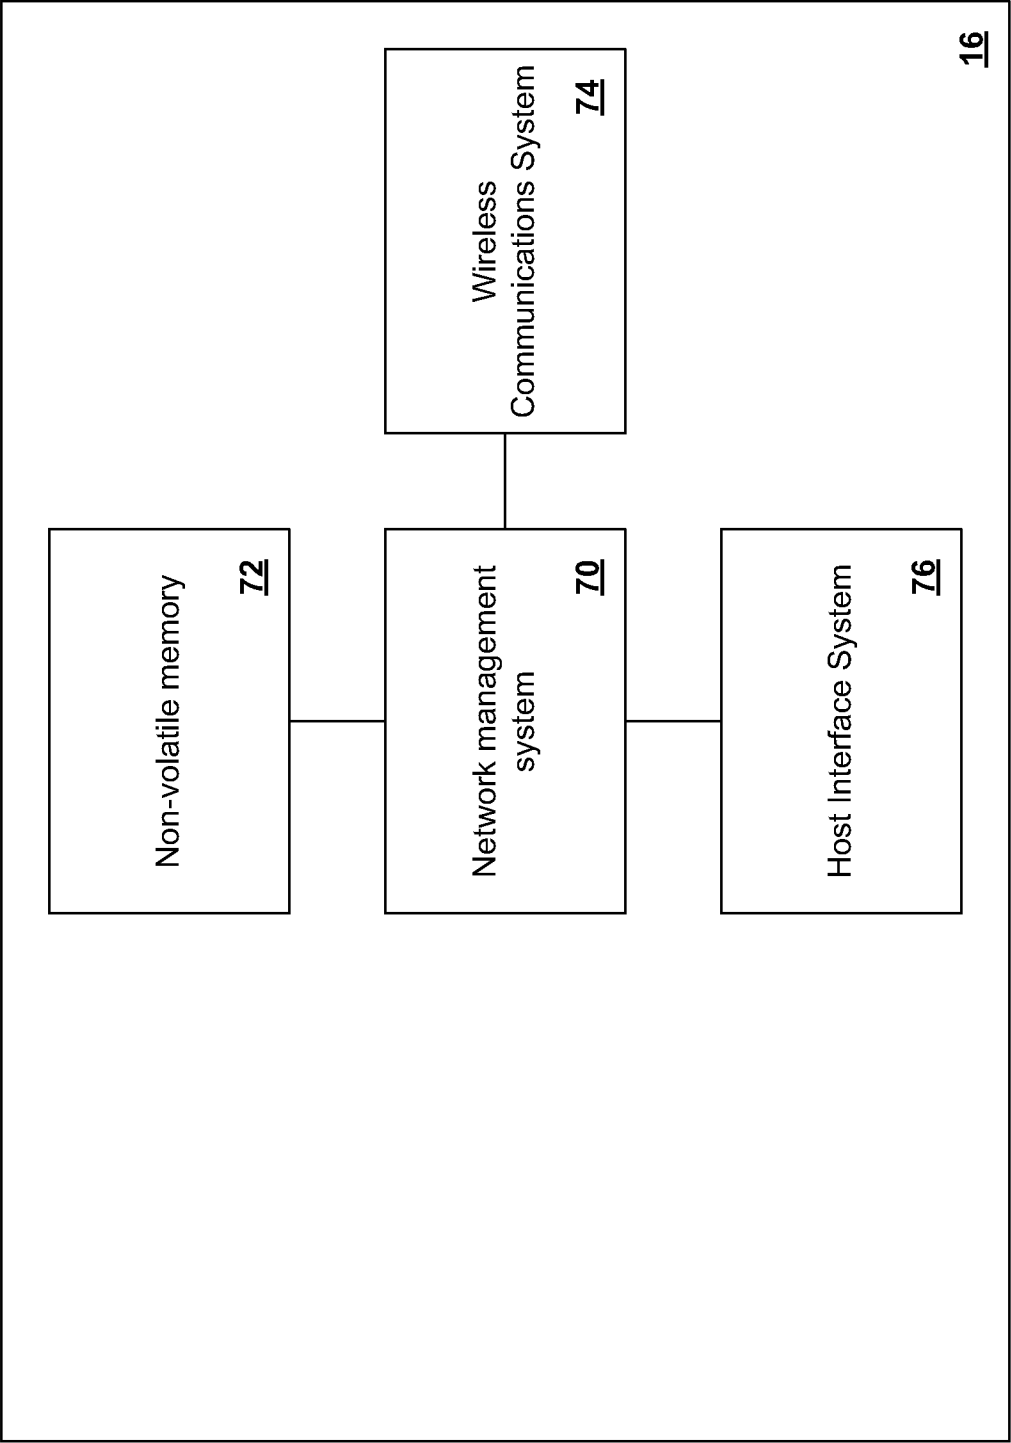 Non-volatile memory
72
Network management
system
70
Wireless
Communications System
74
Host Interface System
76
16